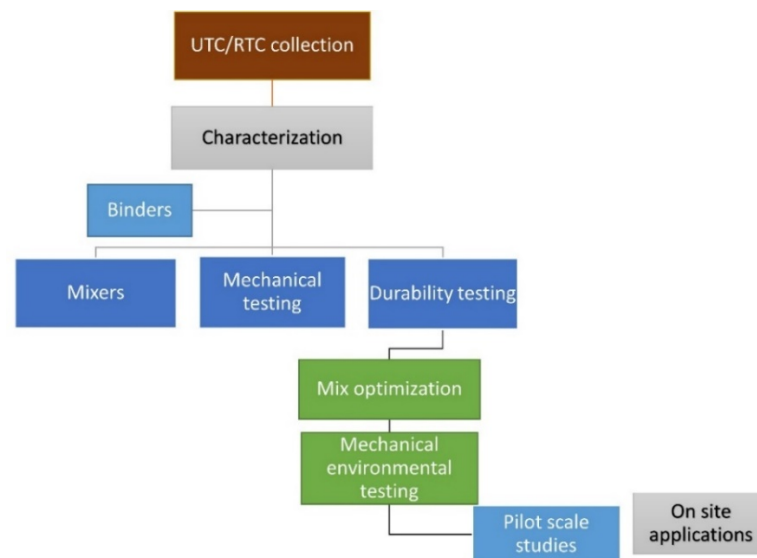 UTC/RTC collection
Characterization
Binders
Mixers
Mechanical
testing
Durability testing
Mix optimization
Mechanical
environmental
testing
Pilot scale
studies
On site
applications